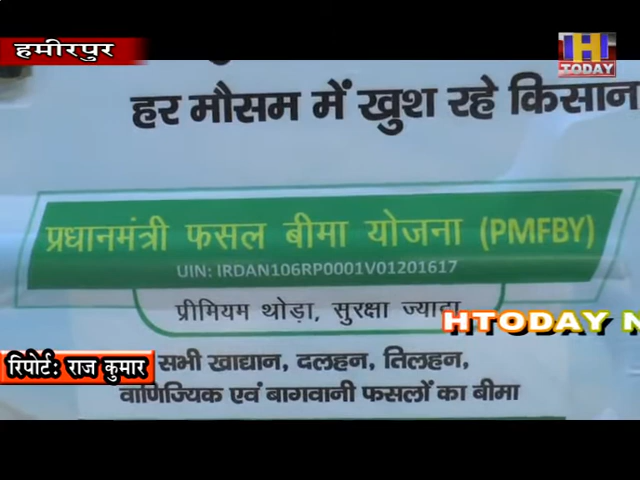 हमीरपुर
HI
TODAY
हर मौसम में खुश रहे किसान
प्रधानमंत्री फसल बीमा योजना (PMFBY)
UIN: IRDAN106RP0001V01201617
प्रीमियम थोड़ा, सुरक्षा ज्यादा
HTODAY N
रिपोर्टः राज कुमार
सभी खाद्यान, दलहन, तिलहन,
वाणिज्यिक एवं बागवानी फसलों का बीमा